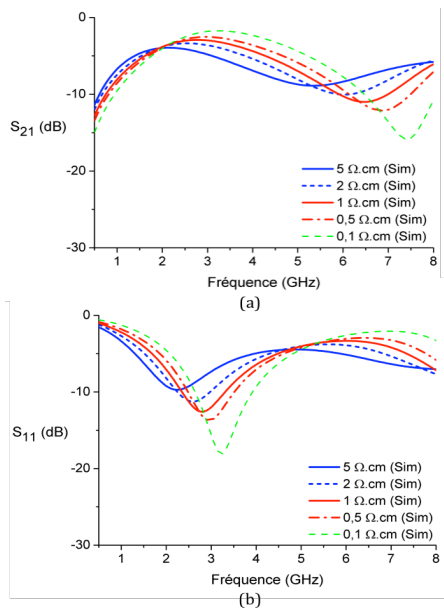 0
-10
S21 (dB)
-20
-30
5 Ω.cm (Sim)
2 Ω.cm (Sim)
1 Ω.cm (Sim)
0,5 Ω.cm (Sim)
0,1 Ω.cm (Sim)
1 2 3 4 5 6 7 8
Fréquence (GHz)
(a)
0
-10
S11 (dB)
-20
-30
5 Ω.cm (Sim)
2 Ω.cm (Sim)
1 Ω.cm (Sim)
0,5 Ω.cm (Sim)
0,1 Ω.cm (Sim)
1 2 3 4 5 6 7 8
Fréquence (GHz)
(b)